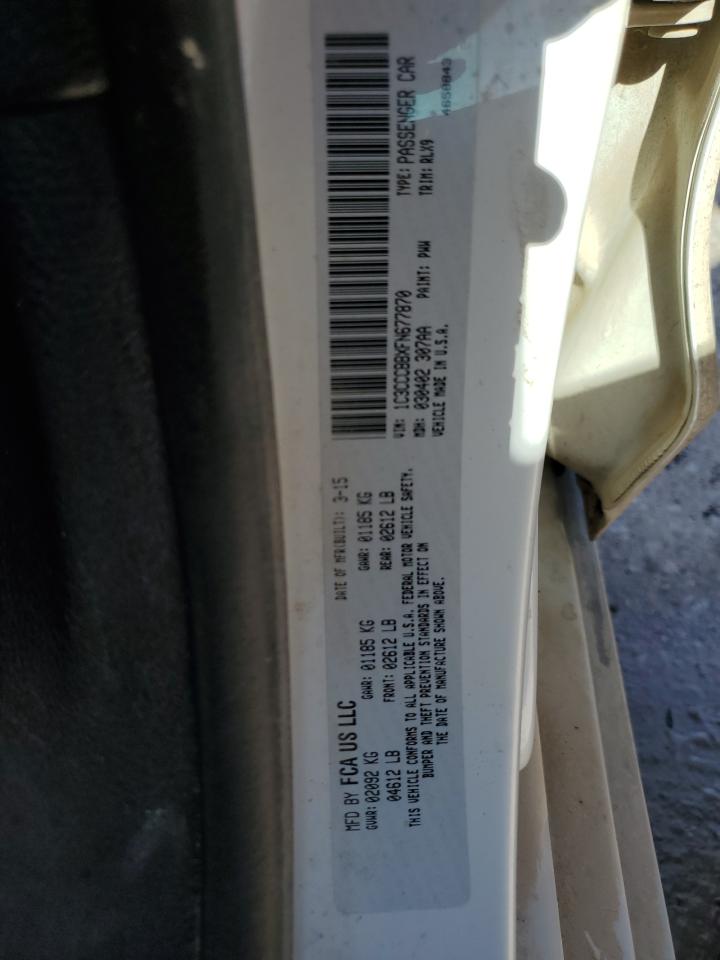 MFD BY FCA US LLC
DATE OF MFR(BUILT): 3-15
GVWR: 02092 KG
GAWR: 01185 KG
GAWR: 01185 KG
04612 LB
FRONT: 02612 LB
REAR: 02612 LB
THIS VEHICLE CONFORMS TO ALL APPLICABLE U.S.A. FEDERAL MOTOR VEHICLE SAFETY,
BUMPER AND THEFT PREVENTION STANDARDS IN EFFECT ON
THE DATE OF MANUFACTURE SHOWN ABOVE.
VIN: 1C3CCCBBXFN677870
TYPE: PASSENGER CAR
MDH: 030402 307AA
PAINT: PWW
TRIM: RLX9
VEHICLE MADE IN U.S.A.
4650843